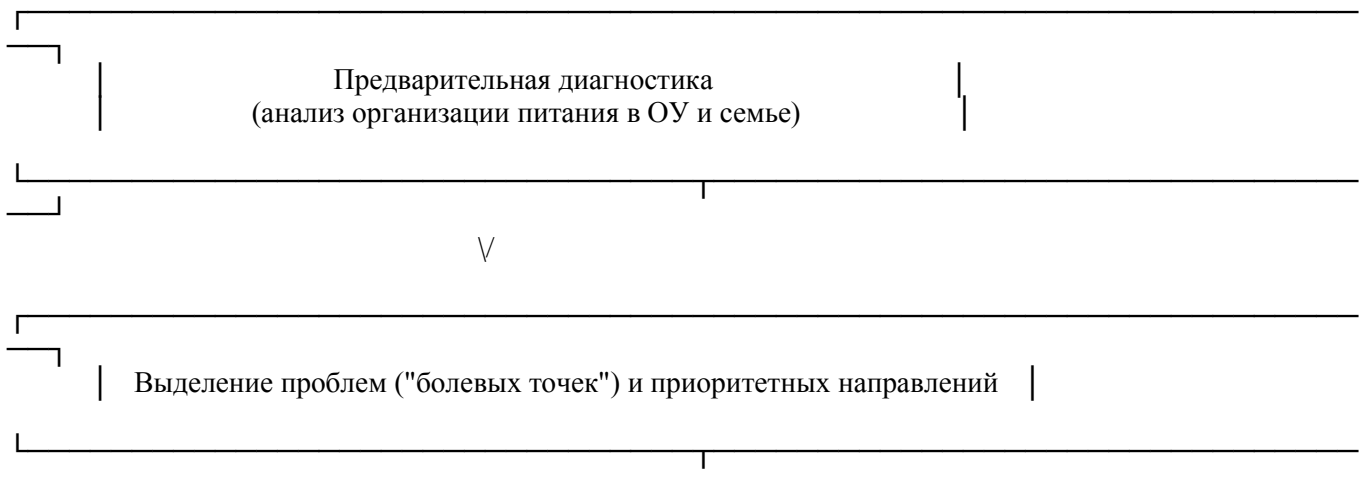 Предварительная диагностика
(анализ организации питания в ОУ и семье)
\/
Выделение проблем ("болевых точек") и приоритетных направлений